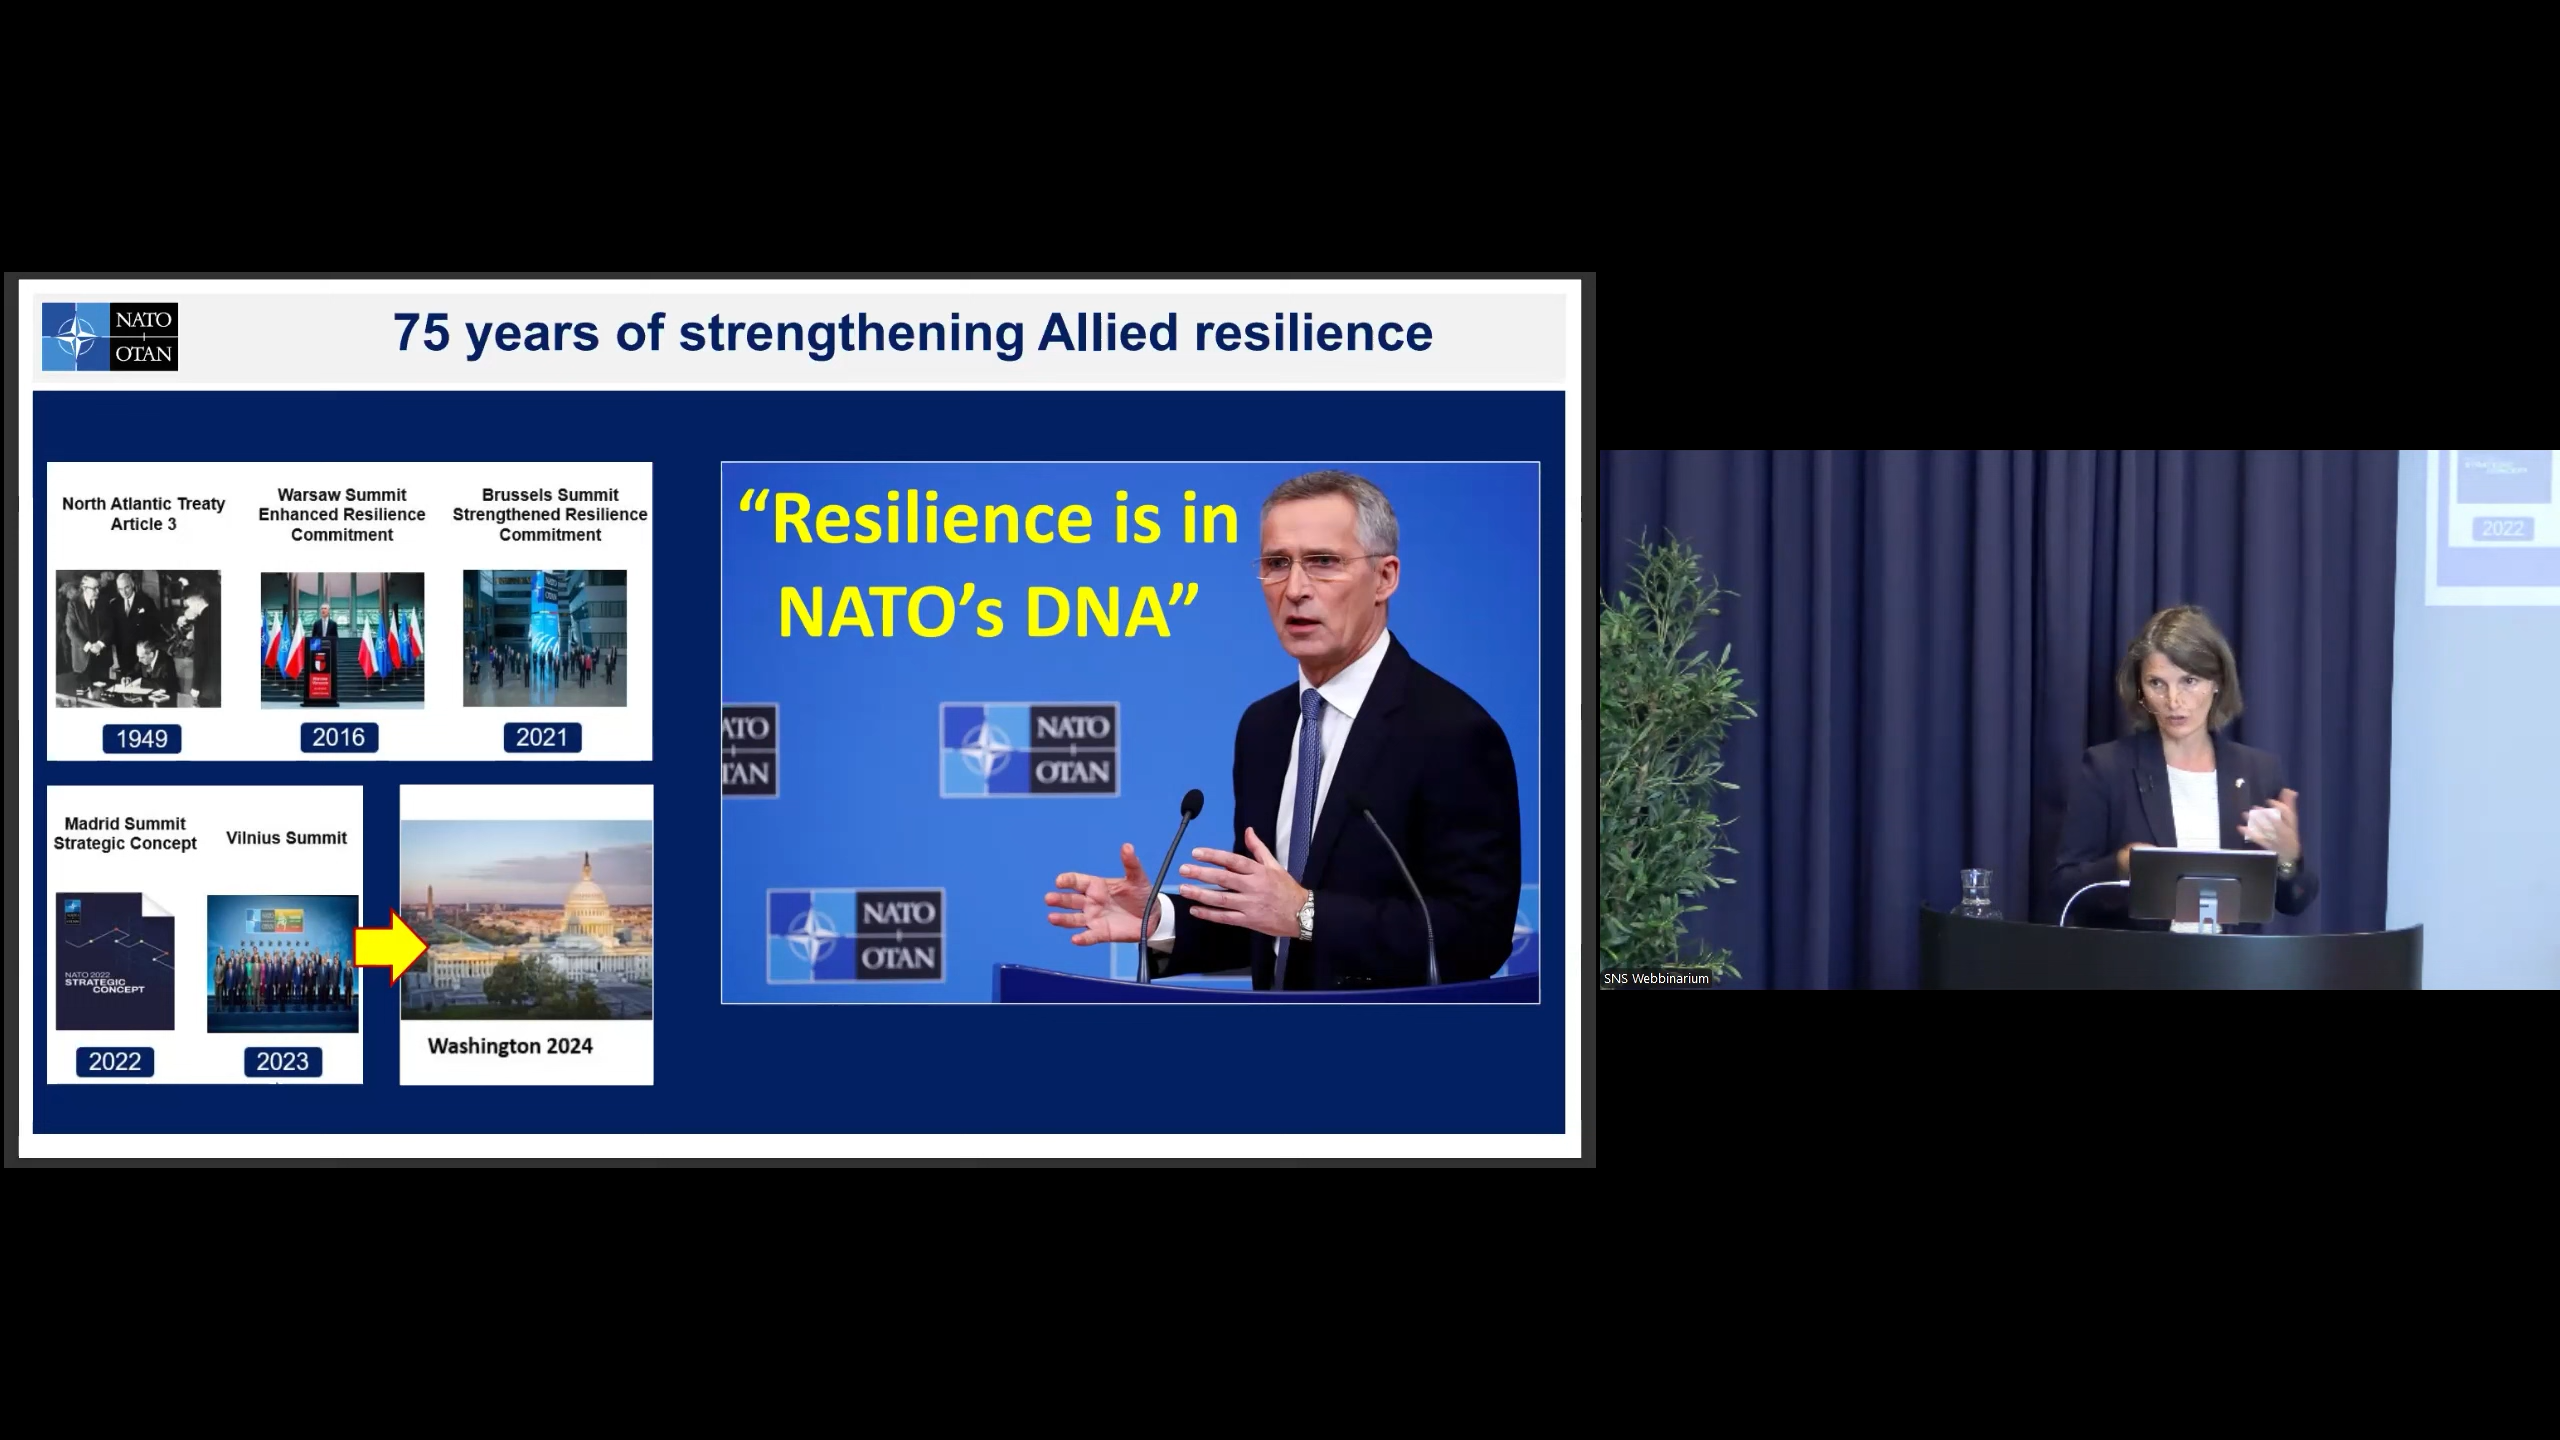 NATO
OTAN
75 years of strengthening Allied resilience
North Atlantic Treaty
Article 3
Warsaw Summit
Enhanced Resilience
Commitment
Brussels Summit
Strengthened Resilience
Commitment
1949
2016
2021
Madrid Summit
Strategic Concept
Vilnius Summit
NATO 2022
STRATEGIC
CONCEPT
2022
2023
Washington 2024
“Resilience is in
NATO’s DNA”
NATO
OTAN
NATO
OTAN
2022
SNS Webbinarium